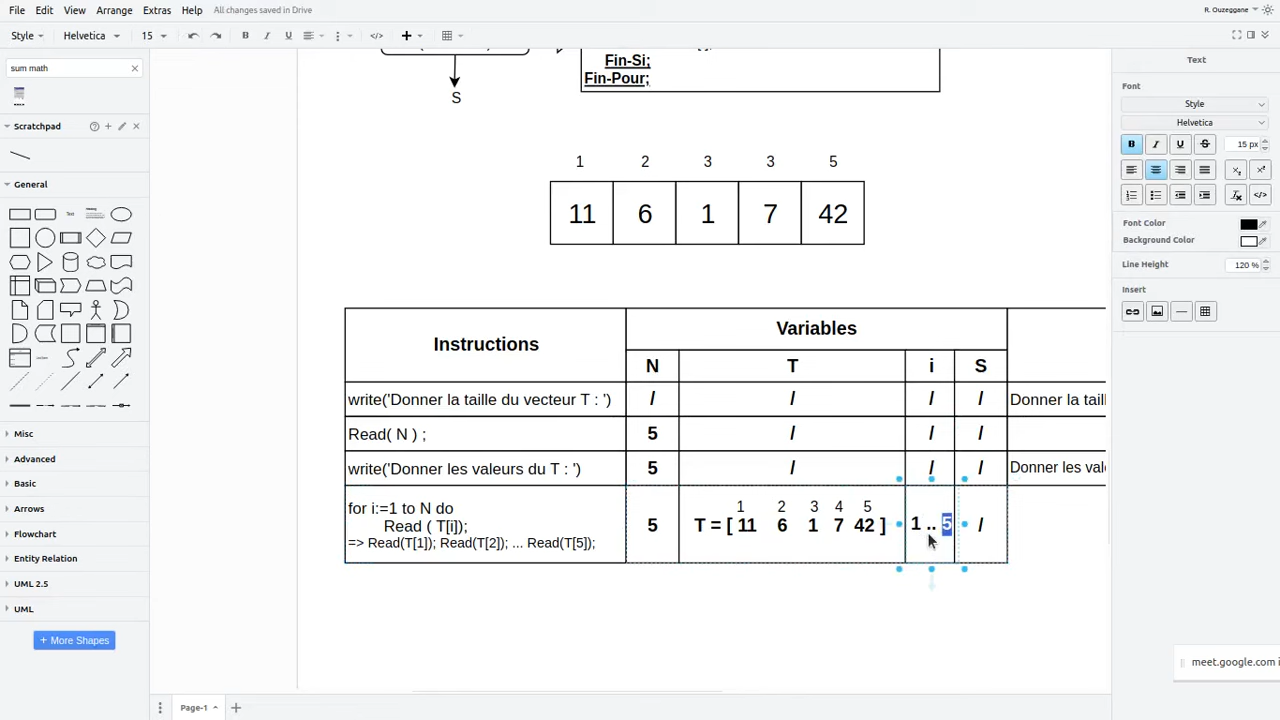 File Edit View Arrange Extras Help All changes saved in Drive R. Ouzeggane
Style Helvetica 15
sum math
Scratchpad
General
Text
Misc
Advanced
Basic
Arrows
Flowchart
Entity Relation
UML 2.5
UML
+ More Shapes
Fin-Si;
Fin-Pour;
S
1 2 3 3 5
11 6 1 7 42
Instructions Variables
N T i S
write('Donner la taille du vecteur T : ') / / / / Donner la taill
Read( N ) ; 5 / / /
write('Donner les valeurs du T : ') 5 / / / Donner les vale
for i:=1 to N do
Read ( T[i]);
=> Read(T[1]); Read(T[2]); ... Read(T[5]);
5
1 2 3 4 5
T = [ 11 6 1 7 42 ]
1 .. 5
/
Page-1
Text
Font
Style
Helvetica
B I U S 15 px
Font Color
Background Color
Line Height 120 %
Insert
meet.google.com i